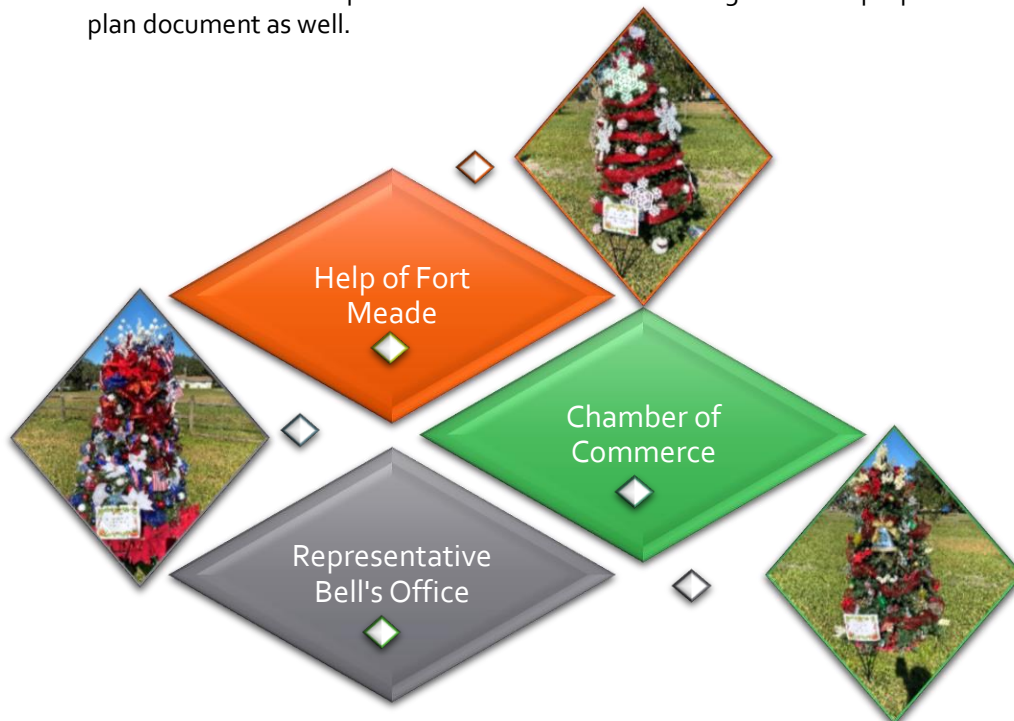 plan document as well.
Help of Fort
Meade
Chamber of
Commerce
Representative
Bell's Office